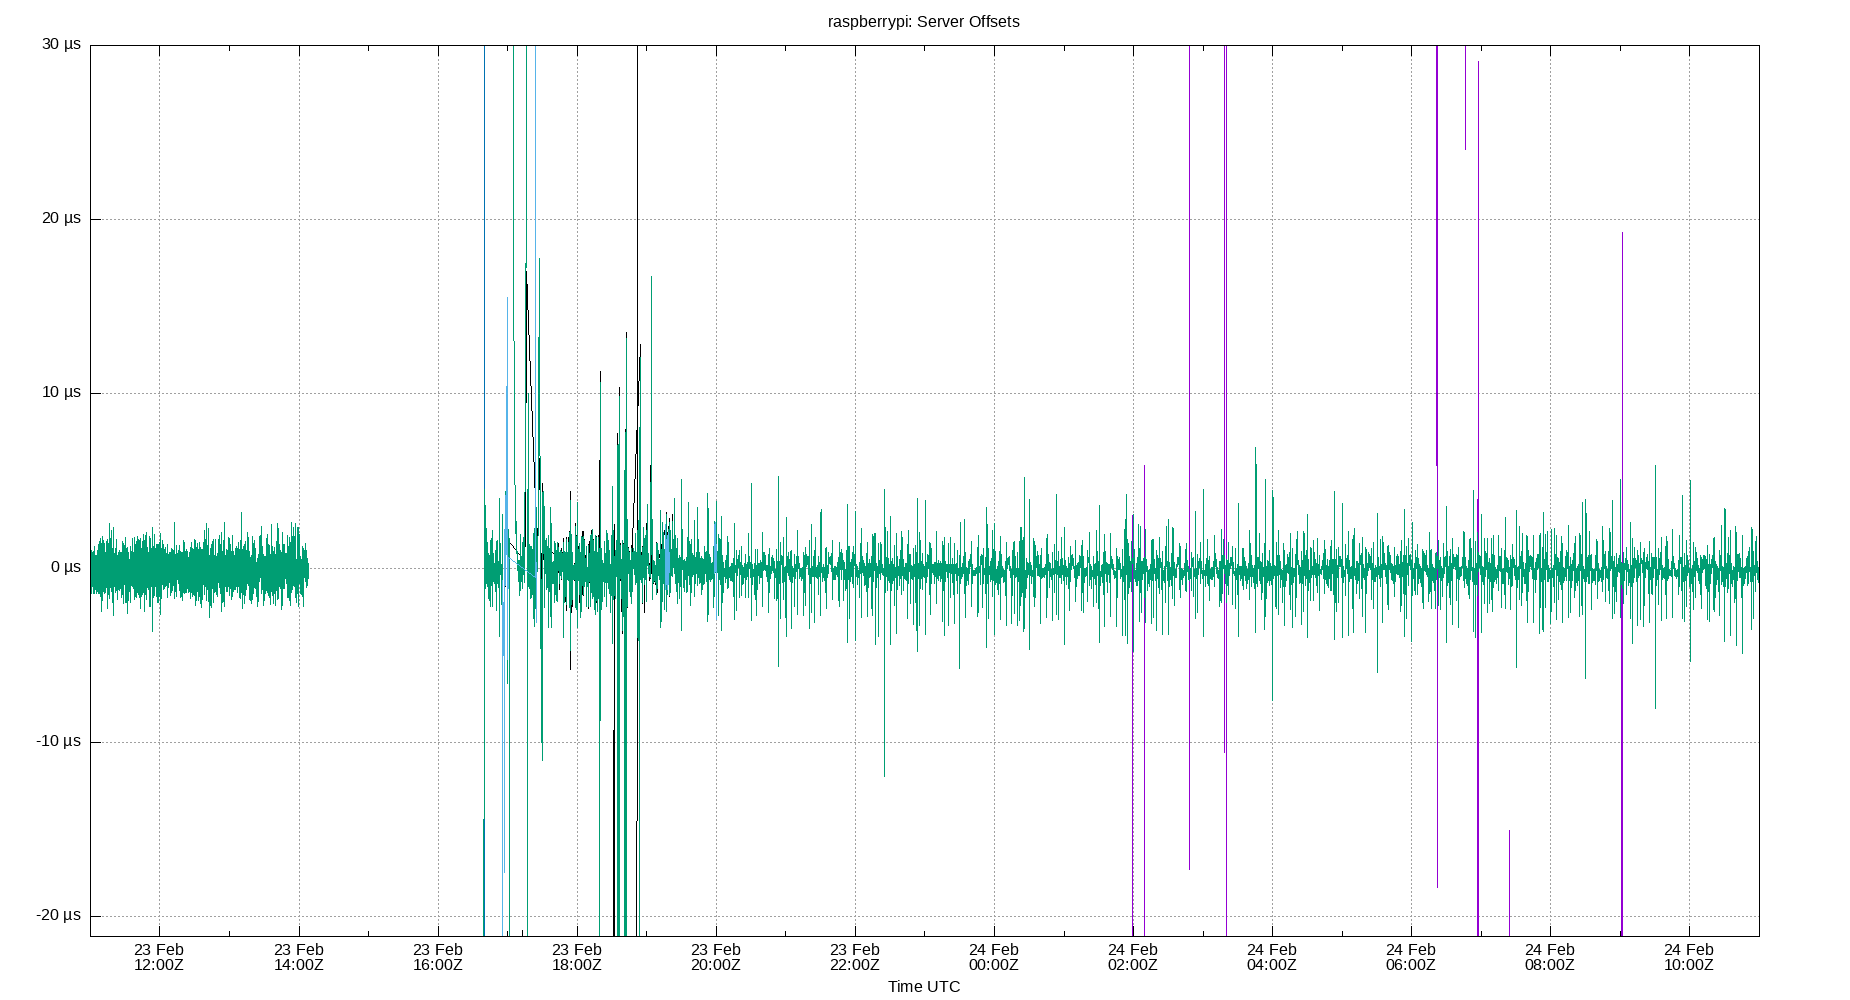 raspberrypi: Server Offsets
30 µs
20 µs
10 µs
0 µs
-10 µs
-20 µs
23 Feb 23 Feb 23 Feb 23 Feb 23 Feb 23 Feb 24 Feb 24 Feb 24 Feb 24 Feb 24 Feb 24 Feb
12:00Z 14:00Z 16:00Z 18:00Z 20:00Z 22:00Z 00:00Z 02:00Z 04:00Z 06:00Z 08:00Z 10:00Z
Time UTC